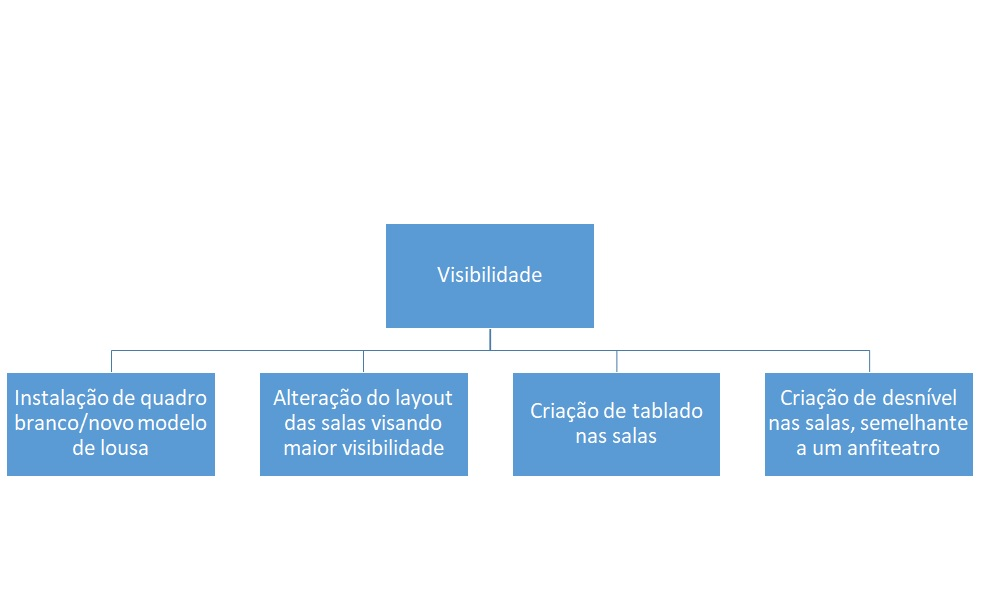 Visibilidade
Instalação de quadro
branco/novo modelo
de lousa
Alteração do layout
das salas visando
maior visibilidade
Criação de tablado
nas salas
Criação de desnível
nas salas, semelhante
a um anfiteatro